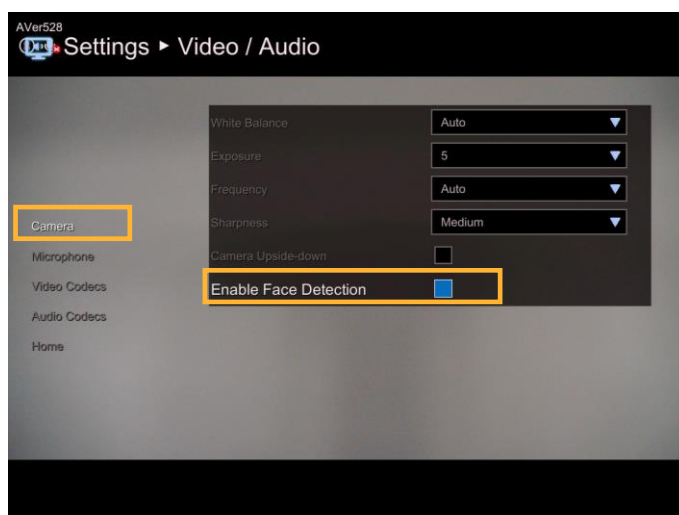 AVer528
Settings ► Video / Audio
White Balance Auto ▼
Exposure 5 ▼
Frequency Auto ▼
Sharpness Medium ▼
Camera Upside-down
Enable Face Detection
Camera
Microphone
Video Codecs
Audio Codecs
Home